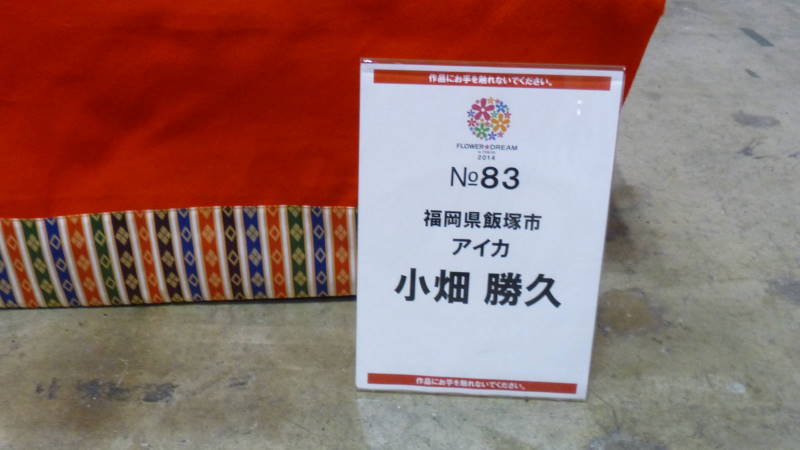 作品にお手を触れないでください。
FLOWER★DREAM
2014
№83
福岡県飯塚市
アイカ
小畑 勝久
作品にお手を触れないでください。